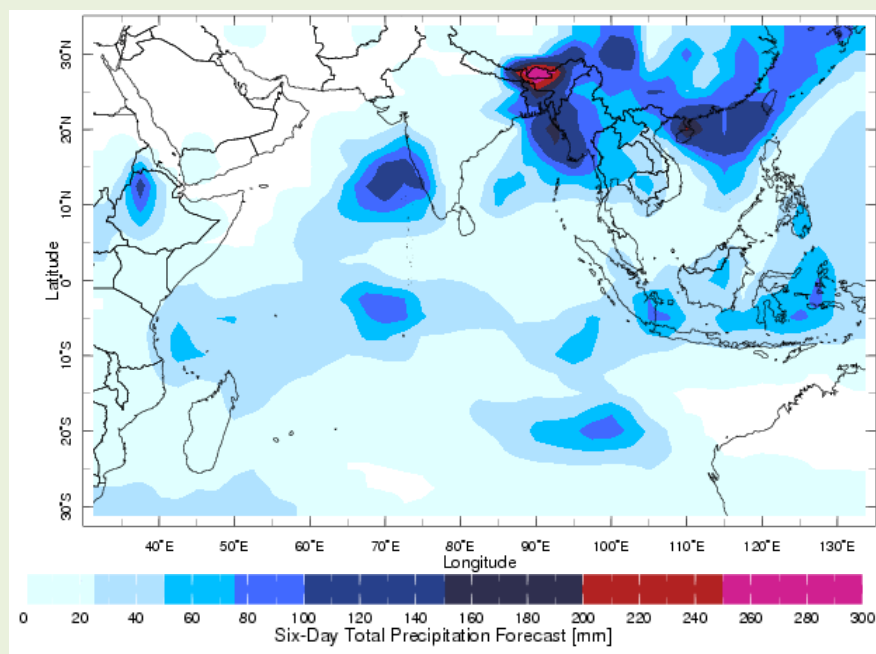 30°N
20°N
10°N
0°
10°S
20°S
30°S
Latitude
40°E 50°E 60°E 70°E 80°E 90°E 100°E 110°E 120°E 130°E
Longitude
0 20 40 60 80 100 120 140 160 180 200 220 240 260 280 300
Six-Day Total Precipitation Forecast [mm]